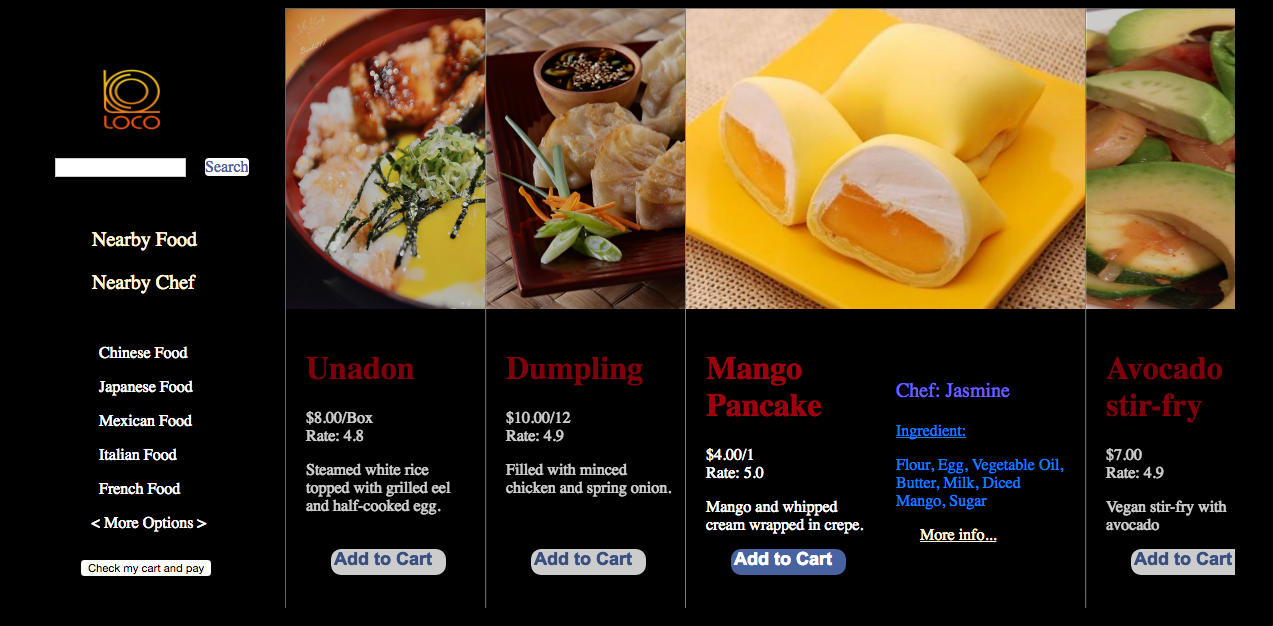 LOCO
Search
Nearby Food
Nearby Chef
Chinese Food
Japanese Food
Mexican Food
Italian Food
French Food
< More Options >
Check my cart and pay
Unadon
$8.00/Box
Rate: 4.8
Steamed white rice
topped with grilled eel
and half-cooked egg.
Add to Cart
Dumpling
$10.00/12
Rate: 4.9
Filled with minced
chicken and spring onion.
Add to Cart
Mango
Pancake
$4.00/1
Rate: 5.0
Mango and whipped
cream wrapped in crepe.
Add to Cart
Chef: Jasmine
Ingredient:
Flour, Egg, Vegetable Oil,
Butter, Milk, Diced
Mango, Sugar
More info...
Avocado
stir-fry
$7.00
Rate: 4.9
Vegan stir-fry with
avocado
Add to Cart